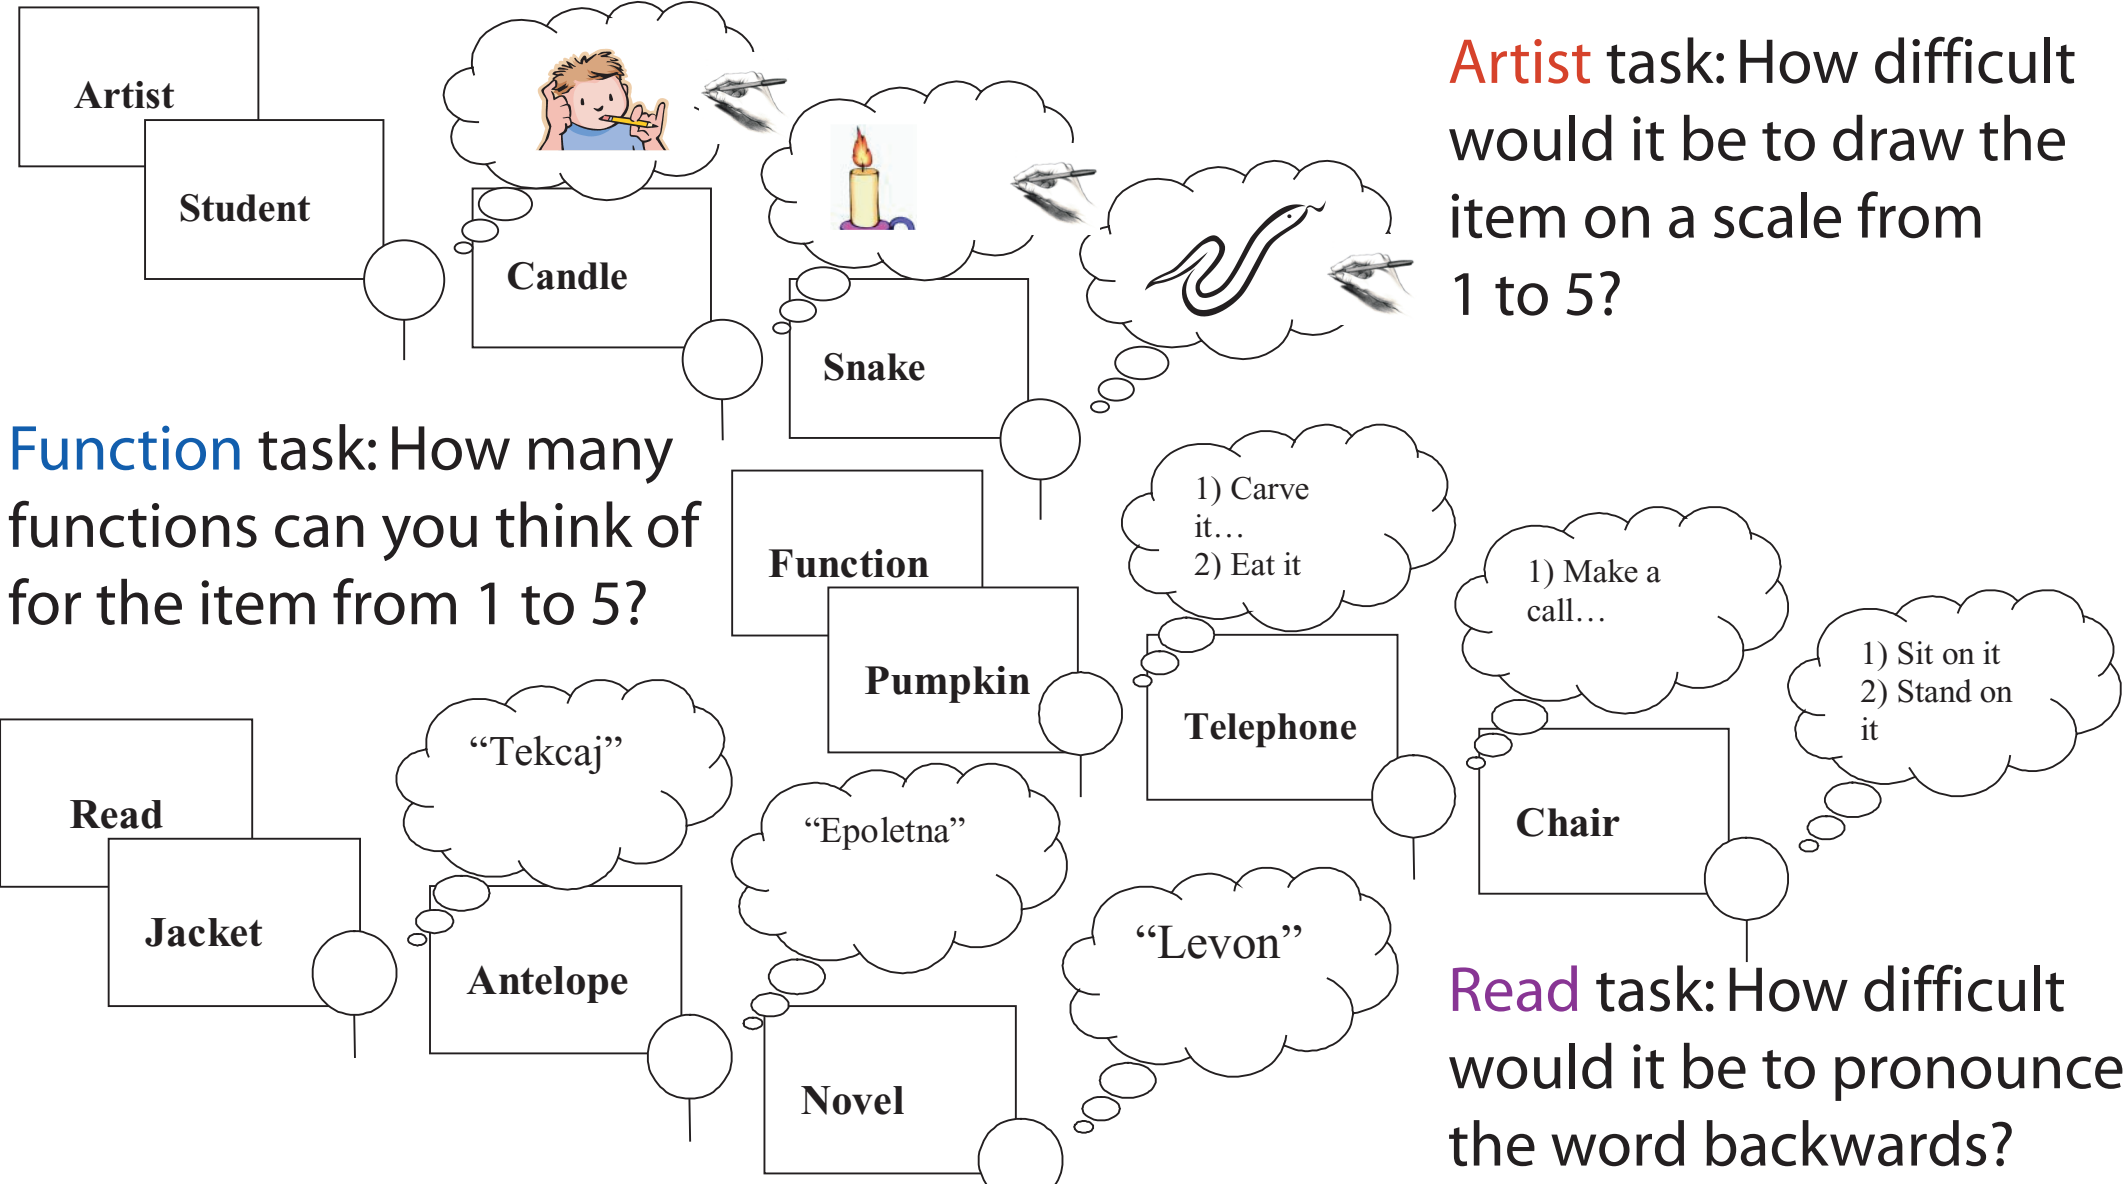 Artist
Student
Candle
Snake
Artist task: How difficult
would it be to draw the
item on a scale from
1 to 5?
Function task: How many
functions can you think of
for the item from 1 to 5?
Function
Pumpkin
1) Carve
it…
2) Eat it
Telephone
1) Make a
call…
Chair
1) Sit on it
2) Stand on
it
Read
Jacket
“Tekcaj”
Antelope
“Epoletna”
Novel
“Levon”
Read task: How difficult
would it be to pronounce
the word backwards?